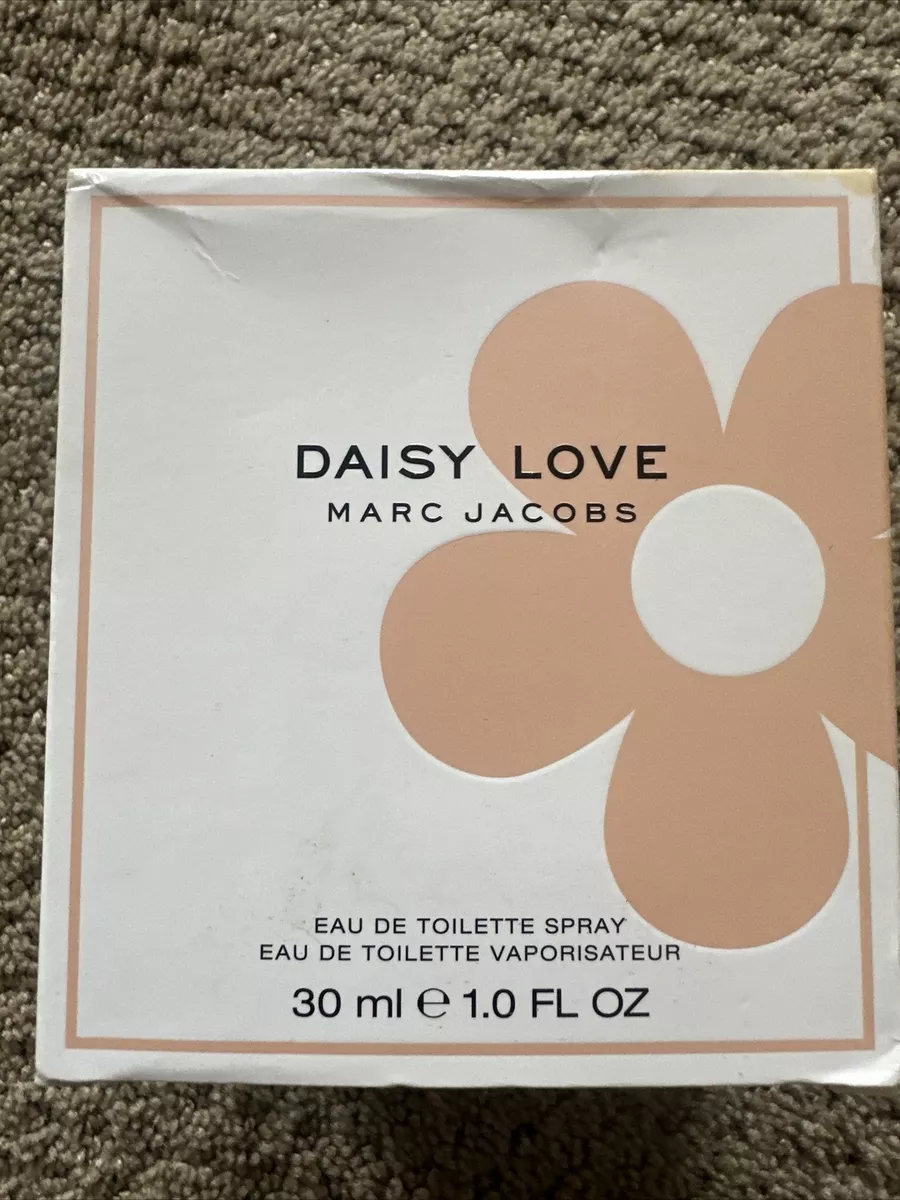 DAISY LOVE
MARC JACOBS
EAU DE TOILETTE SPRAY
EAU DE TOILETTE VAPORISATEUR
30 ml ℮ 1.0 FL OZ